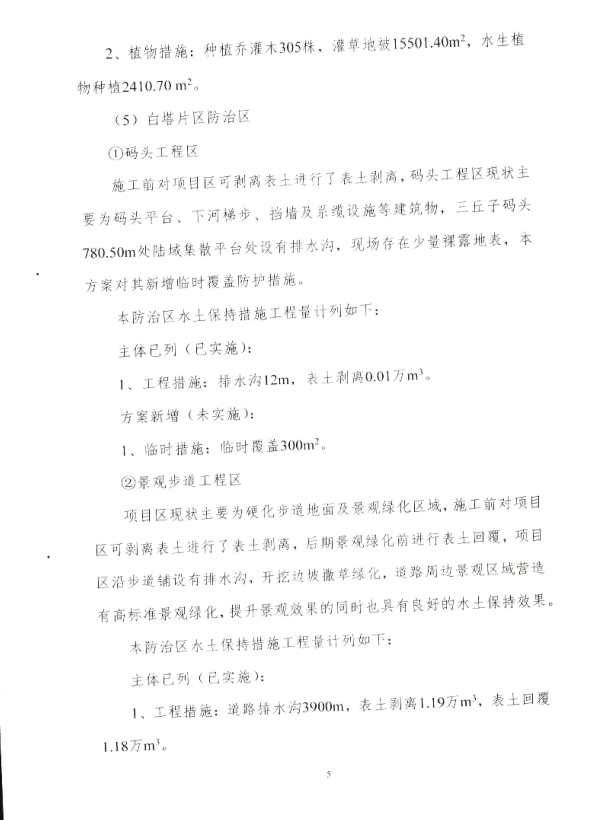 2、植物措施：种植乔灌木305株，灌草地被15501.40m²，水生植
物种植2410.70 m²。
（5）白塔片区防治区
①码头工程区
施工前对项目区可剥离表土进行了表土剥离，码头工程区现状主
要为码头平台、下河梯步、挡墙及系缆设施等建筑物，三丘子码头
780.50m处陆域集散平台处设有排水沟，现场存在少量裸露地表，本
方案对其新增临时覆盖防护措施。
本防治区水土保持措施工程量计列如下：
主体已列（已实施）：
1、工程措施：排水沟12m，表土剥离0.01万m³。
方案新增（未实施）：
1、临时措施：临时覆盖300m²。
②景观步道工程区
项目区现状主要为硬化步道地面及景观绿化区域，施工前对项目
区可剥离表土进行了表土剥离，后期景观绿化前进行表土回覆，项目
区沿步道铺设有排水沟，开挖边坡撒草绿化，道路周边景观区域营造
有高标准景观绿化，提升景观效果的同时也具有良好的水土保持效果。
本防治区水土保持措施工程量计列如下：
主体已列（已实施）：
1、工程措施：道路排水沟3900m，表土剥离1.19万m³，表土回覆
1.18万m³。
5